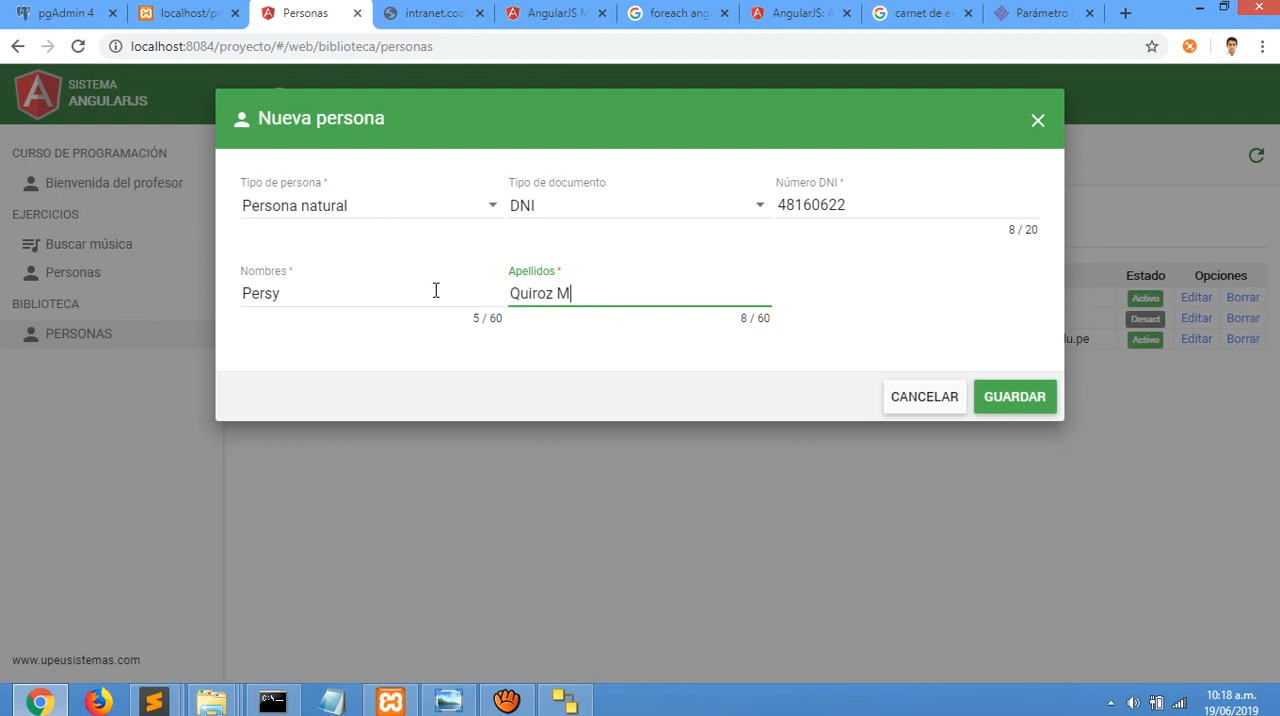 pgAdmin 4
localhost/pr
Personas
intranet.coo
AngularJS M
foreach ang
AngularJS: A
carnet de ex
Parámetro
localhost:8084/proyecto/#/web/biblioteca/personas
SISTEMA
ANGULARJS
CURSO DE PROGRAMACIÓN
Bienvenida del profesor
EJERCICIOS
Buscar música
Personas
BIBLIOTECA
PERSONAS
www.upeusistemas.com
Nueva persona
Tipo de persona *
Persona natural
Tipo de documento
DNI
Número DNI *
48160622
8 / 20
Nombres *
Persy
5 / 60
Apellidos *
Quiroz M
8 / 60
CANCELAR
GUARDAR
Estado
Opciones
Activo
Editar
Borrar
Desact
Editar
Borrar
lu.pe
Activo
Editar
Borrar
10:18 a.m.
19/06/2019